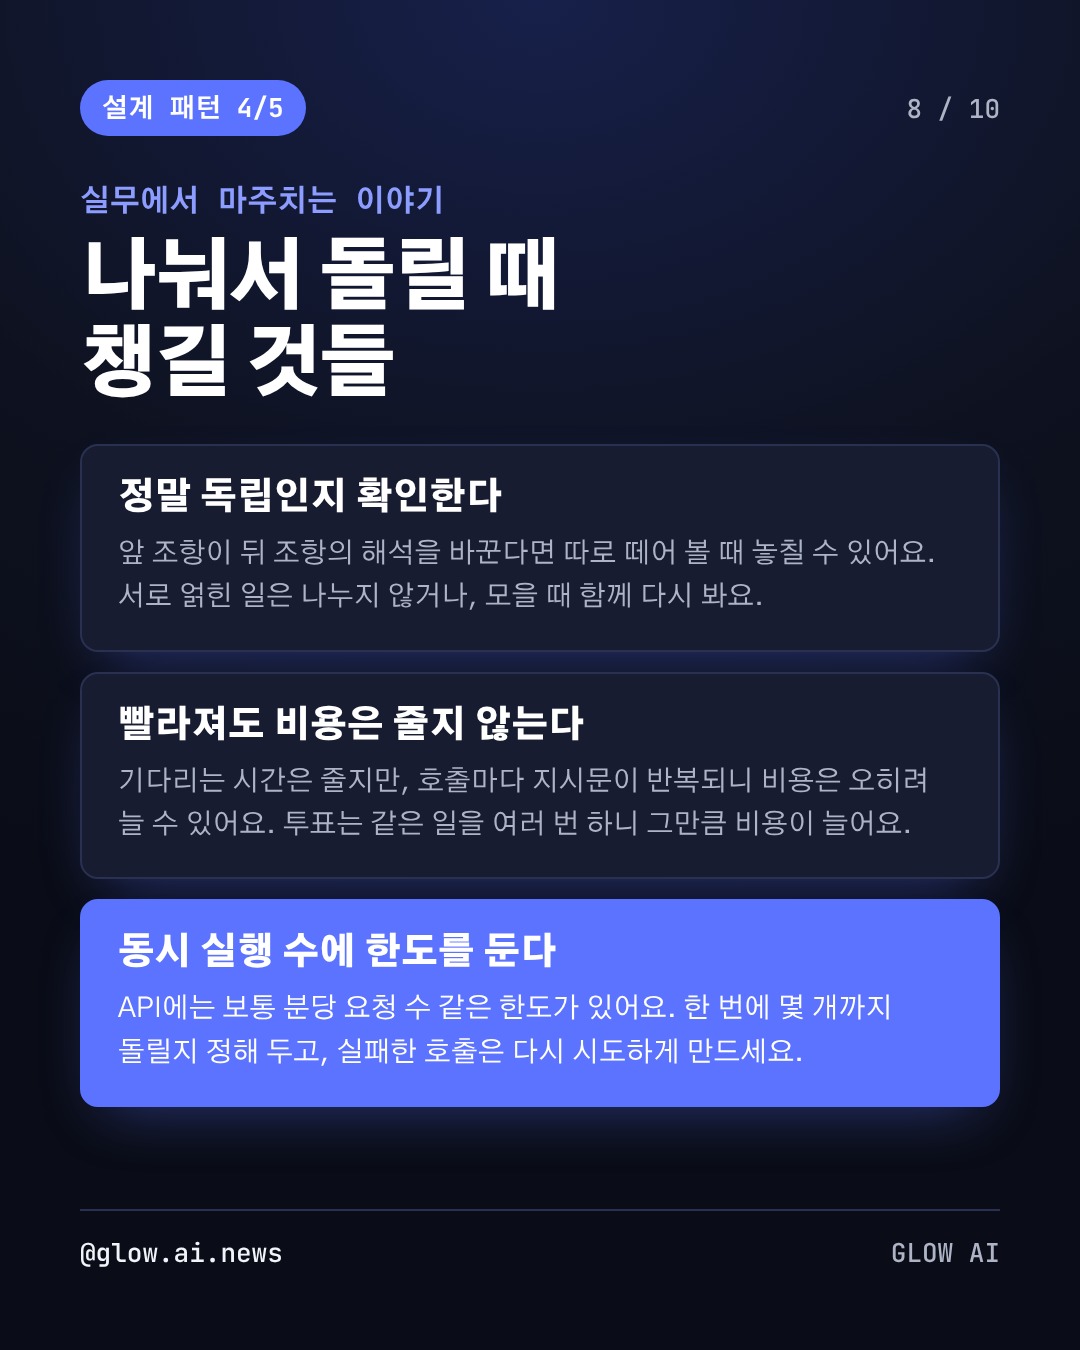 설계 패턴 4/5
8 / 10
실무에서 마주치는 이야기
나눠서 돌릴 때
챙길 것들
정말 독립인지 확인한다
앞 조항이 뒤 조항의 해석을 바꾼다면 따로 떼어 볼 때 놓칠 수 있어요.
서로 얽힌 일은 나누지 않거나, 모을 때 함께 다시 봐요.
빨라져도 비용은 줄지 않는다
기다리는 시간은 줄지만, 호출마다 지시문이 반복되니 비용은 오히려
늘 수 있어요. 투표는 같은 일을 여러 번 하니 그만큼 비용이 늘어요.
동시 실행 수에 한도를 둔다
API에는 보통 분당 요청 수 같은 한도가 있어요. 한 번에 몇 개까지
돌릴지 정해 두고, 실패한 호출은 다시 시도하게 만드세요.
@glow.ai.news
GLOW AI